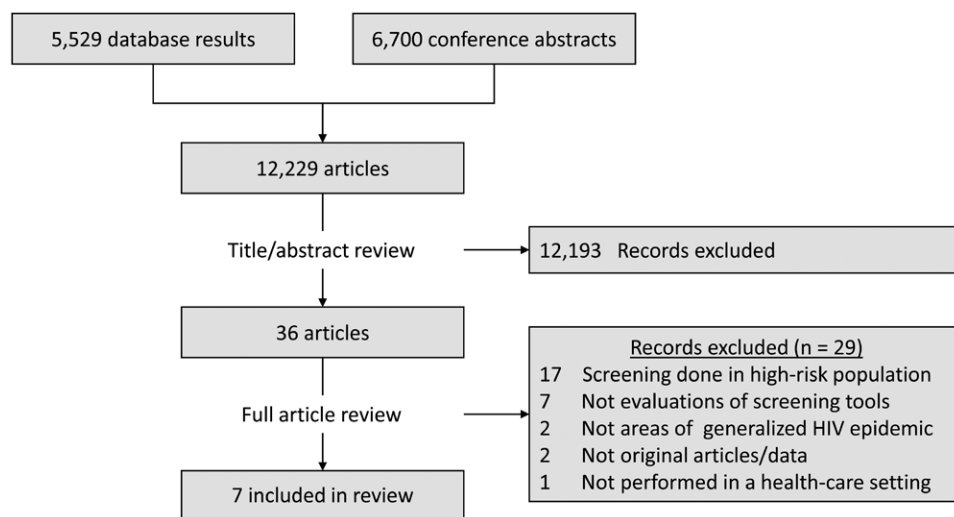 5,529 database results
6,700 conference abstracts
12,229 articles
Title/abstract review
12,193 Records excluded
36 articles
Full article review
Records excluded (n = 29)
17 Screening done in high-risk population
7 Not evaluations of screening tools
2 Not areas of generalized HIV epidemic
2 Not original articles/data
1 Not performed in a health-care setting
7 included in review